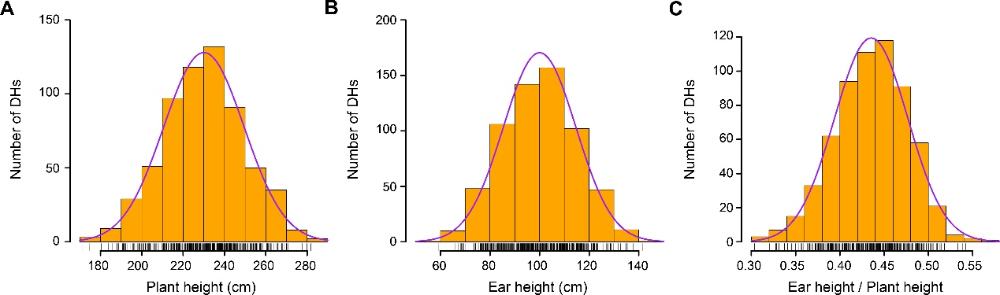 A
B
C
Number of DHs
150
100
50
0
180 200 220 240 260 280
Plant height (cm)
Number of DHs
200
150
100
50
0
60 80 100 120 140
Ear height (cm)
Number of DHs
120
100
80
60
40
20
0
0.30 0.35 0.40 0.45 0.50 0.55
Ear height / Plant height